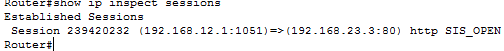 Router#show ip inspect sessions
Established Sessions
 Session 239420232 (192.168.12.1:1051)=>(192.168.23.3:80) http SIS_OPEN
Router#